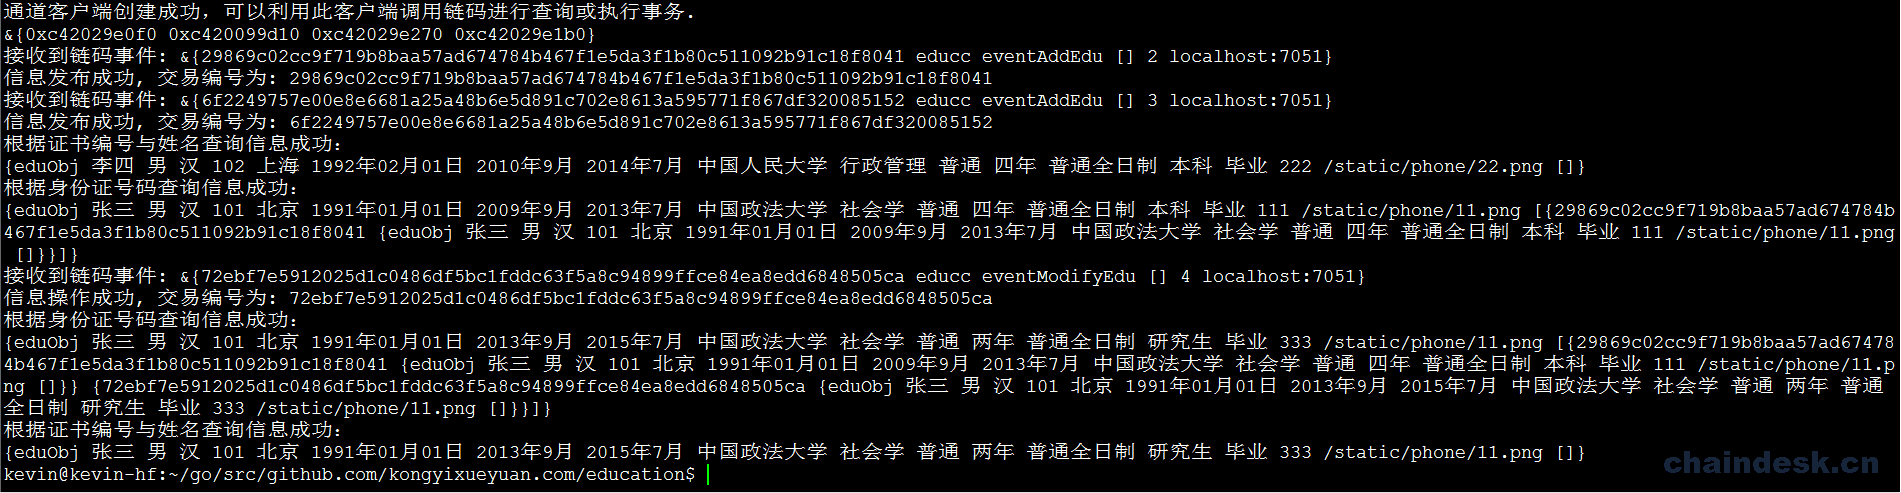 通道客户端创建成功，可以利用此客户端调用链码进行查询或执行事务.
&{0xc42029e0f0 0xc420099d10 0xc42029e270 0xc42029e1b0}
接收到链码事件: &{29869c02cc9f719b8baa57ad674784b467f1e5da3f1b80c511092b91c18f8041 educc eventAddEdu [] 2 localhost:7051}
信息发布成功, 交易编号为: 29869c02cc9f719b8baa57ad674784b467f1e5da3f1b80c511092b91c18f8041
接收到链码事件: &{6f2249757e00e8e6681a25a48b6e5d891c702e8613a595771f867df320085152 educc eventAddEdu [] 3 localhost:7051}
信息发布成功, 交易编号为: 6f2249757e00e8e6681a25a48b6e5d891c702e8613a595771f867df320085152
根据证书编号与姓名查询信息成功:
{eduObj 李四 男 汉 102 上海 1992年02月01日 2010年9月 2014年7月 中国人民大学 行政管理 普通 四年 普通全日制 本科 毕业 222 /static/phone/22.png []}
根据身份证号码查询信息成功:
{eduObj 张三 男 汉 101 北京 1991年01月01日 2009年9月 2013年7月 中国政法大学 社会学 普通 四年 普通全日制 本科 毕业 111 /static/phone/11.png [{29869c02cc9f719b8baa57ad674784b
467f1e5da3f1b80c511092b91c18f8041 {eduObj 张三 男 汉 101 北京 1991年01月01日 2009年9月 2013年7月 中国政法大学 社会学 普通 四年 普通全日制 本科 毕业 111 /static/phone/11.png
[]}}]}
接收到链码事件: &{72ebf7e5912025d1c0486df5bc1fddc63f5a8c94899ffce84ea8edd6848505ca educc eventModifyEdu [] 4 localhost:7051}
信息操作成功, 交易编号为: 72ebf7e5912025d1c0486df5bc1fddc63f5a8c94899ffce84ea8edd6848505ca
根据身份证号码查询信息成功:
{eduObj 张三 男 汉 101 北京 1991年01月01日 2013年9月 2015年7月 中国政法大学 社会学 普通 两年 普通全日制 研究生 毕业 333 /static/phone/11.png [{29869c02cc9f719b8baa57ad67478
4b467f1e5da3f1b80c511092b91c18f8041 {eduObj 张三 男 汉 101 北京 1991年01月01日 2009年9月 2013年7月 中国政法大学 社会学 普通 四年 普通全日制 本科 毕业 111 /static/phone/11.p
ng []}} {72ebf7e5912025d1c0486df5bc1fddc63f5a8c94899ffce84ea8edd6848505ca {eduObj 张三 男 汉 101 北京 1991年01月01日 2013年9月 2015年7月 中国政法大学 社会学 普通 两年 普通
全日制 研究生 毕业 333 /static/phone/11.png []}}]}
根据证书编号与姓名查询信息成功:
{eduObj 张三 男 汉 101 北京 1991年01月01日 2013年9月 2015年7月 中国政法大学 社会学 普通 两年 普通全日制 研究生 毕业 333 /static/phone/11.png []}
kevin@kevin-hf:~/go/src/github.com/kongyixueyuan.com/education$
chaindesk.cn